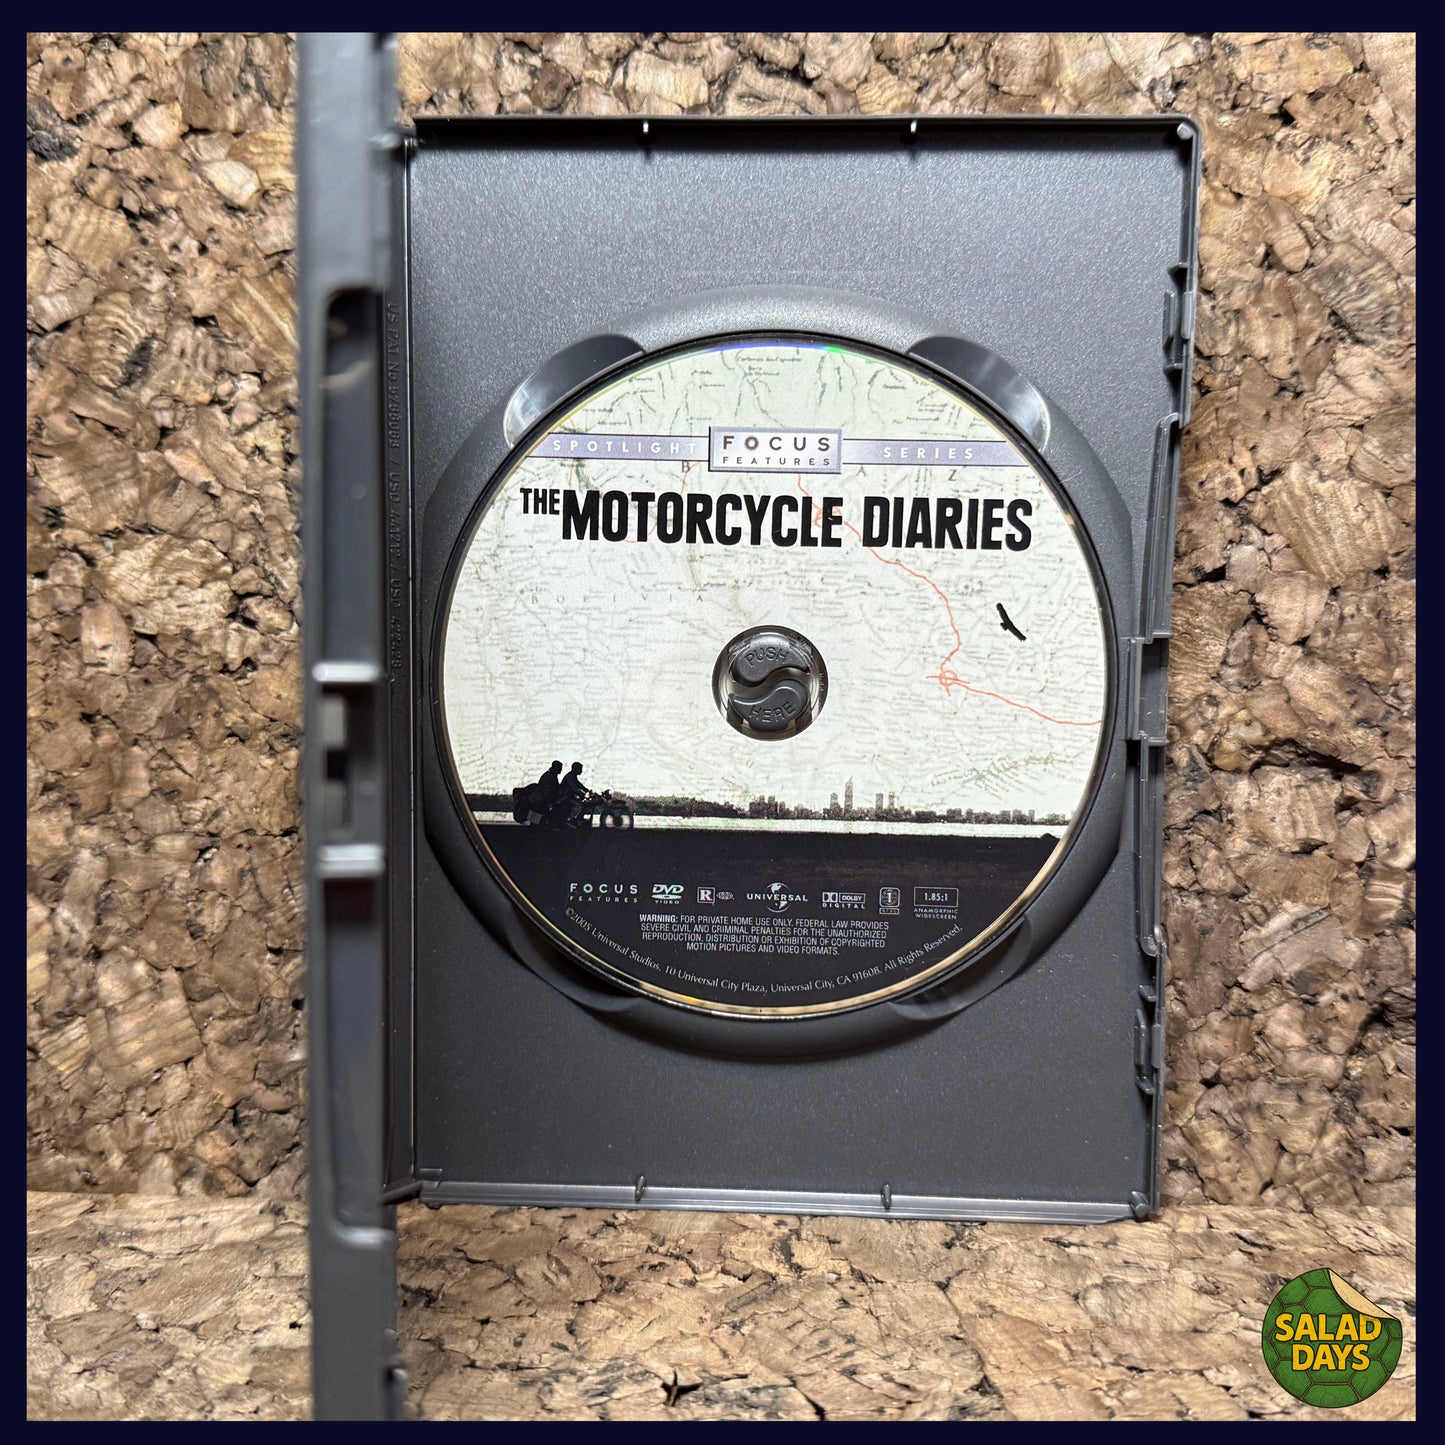 SPOTLIGHT FOCUS FEATURES SERIES
THE MOTORCYCLE DIARIES
BOLIVIA
PUSH
HERE
FOCUS FEATURES DVD VIDEO R UNIVERSAL DOLBY DIGITAL 1 1.85:1 ANAMORPHIC WIDESCREEN
WARNING: FOR PRIVATE HOME USE ONLY. FEDERAL LAW PROVIDES
SEVERE CIVIL AND CRIMINAL PENALTIES FOR THE UNAUTHORIZED
REPRODUCTION, DISTRIBUTION OR EXHIBITION OF COPYRIGHTED
MOTION PICTURES AND VIDEO FORMATS.
©2005 Universal Studios. 10 Universal City Plaza, Universal City, CA 91608. All Rights Reserved.
SALAD
DAYS